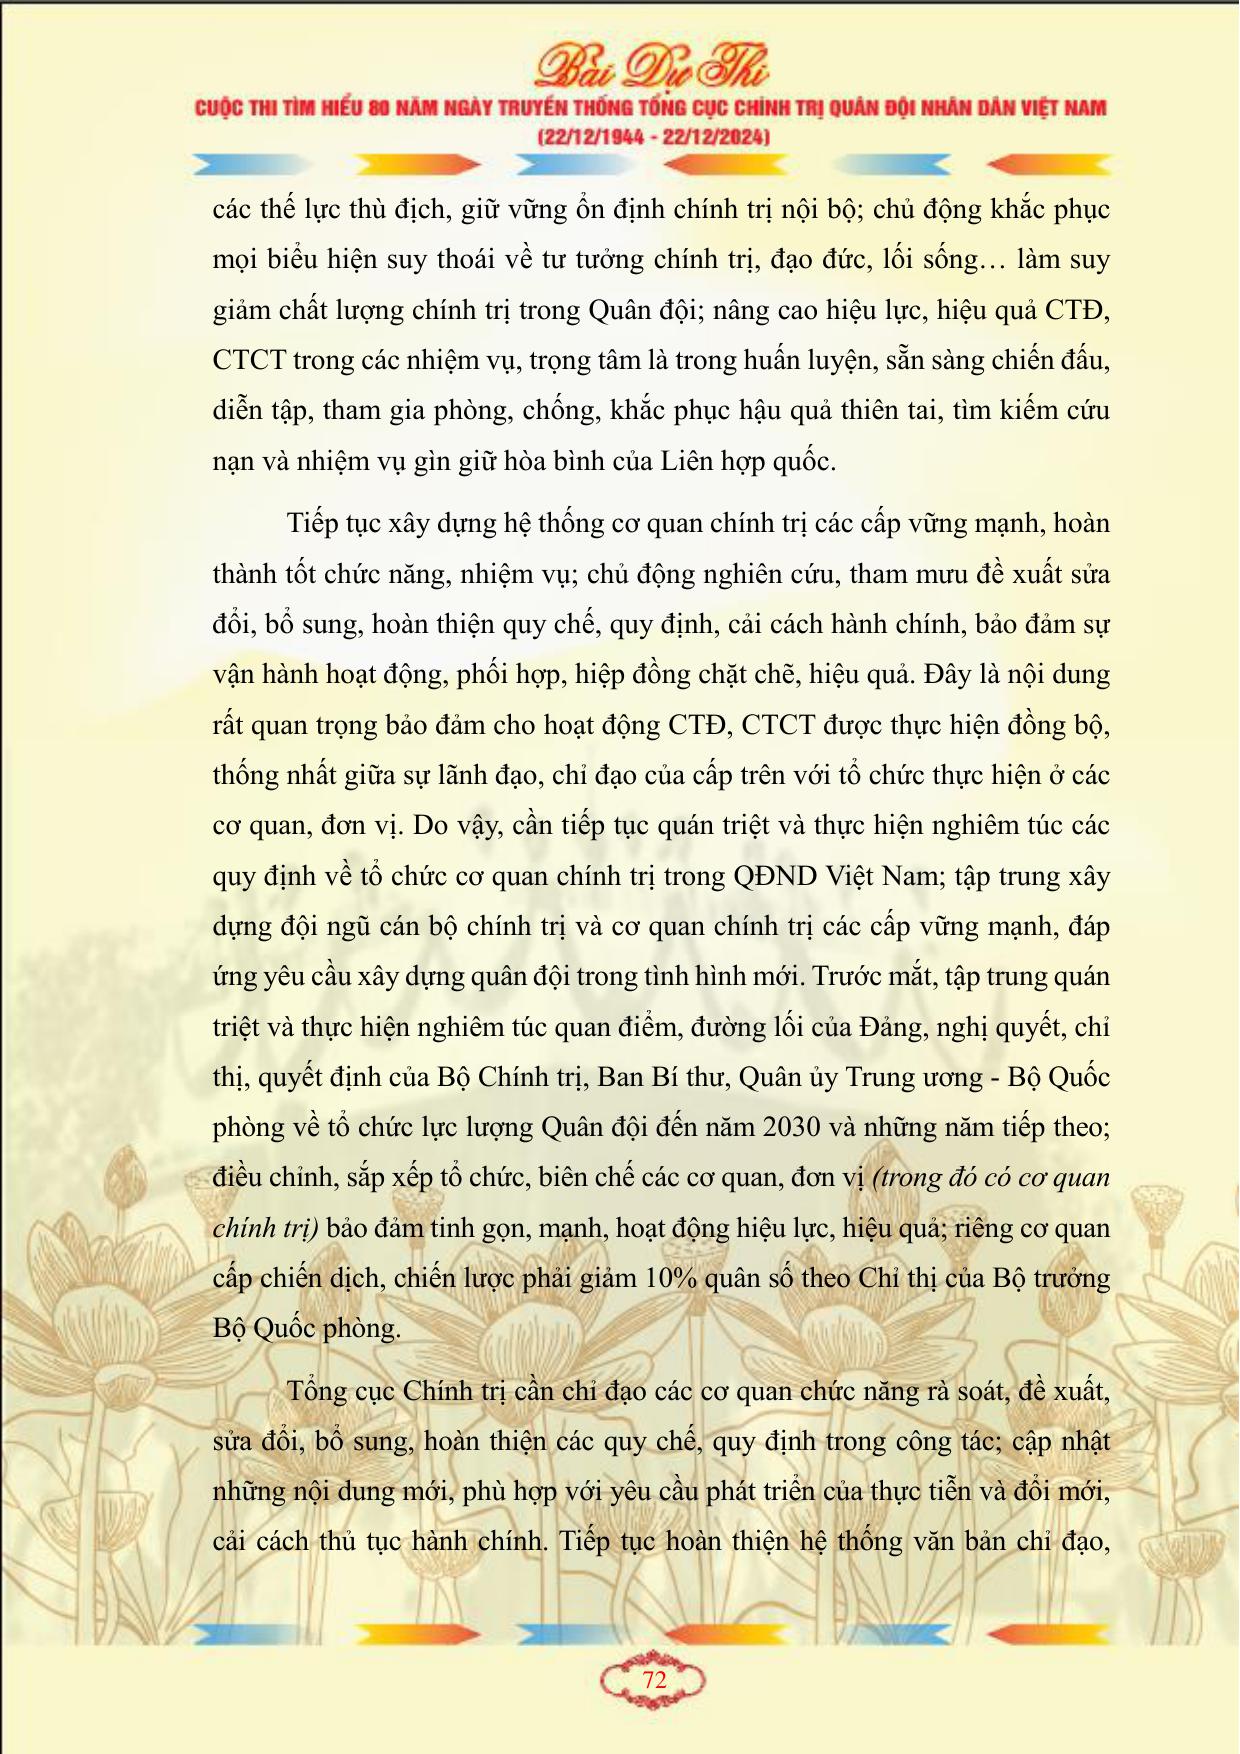 Bài Dự Thi
CUỘC THI TÌM HIỂU 80 NĂM NGÀY TRUYỀN THỐNG TỔNG CỤC CHÍNH TRỊ QUÂN ĐỘI NHÂN DÂN VIỆT NAM
(22/12/1944 - 22/12/2024)
các thế lực thù địch, giữ vững ổn định chính trị nội bộ; chủ động khắc phục
mọi biểu hiện suy thoái về tư tưởng chính trị, đạo đức, lối sống… làm suy
giảm chất lượng chính trị trong Quân đội; nâng cao hiệu lực, hiệu quả CTĐ,
CTCT trong các nhiệm vụ, trọng tâm là trong huấn luyện, sẵn sàng chiến đấu,
diễn tập, tham gia phòng, chống, khắc phục hậu quả thiên tai, tìm kiếm cứu
nạn và nhiệm vụ gìn giữ hòa bình của Liên hợp quốc.
Tiếp tục xây dựng hệ thống cơ quan chính trị các cấp vững mạnh, hoàn
thành tốt chức năng, nhiệm vụ; chủ động nghiên cứu, tham mưu đề xuất sửa
đổi, bổ sung, hoàn thiện quy chế, quy định, cải cách hành chính, bảo đảm sự
vận hành hoạt động, phối hợp, hiệp đồng chặt chẽ, hiệu quả. Đây là nội dung
rất quan trọng bảo đảm cho hoạt động CTĐ, CTCT được thực hiện đồng bộ,
thống nhất giữa sự lãnh đạo, chỉ đạo của cấp trên với tổ chức thực hiện ở các
cơ quan, đơn vị. Do vậy, cần tiếp tục quán triệt và thực hiện nghiêm túc các
quy định về tổ chức cơ quan chính trị trong QĐND Việt Nam; tập trung xây
dựng đội ngũ cán bộ chính trị và cơ quan chính trị các cấp vững mạnh, đáp
ứng yêu cầu xây dựng quân đội trong tình hình mới. Trước mắt, tập trung quán
triệt và thực hiện nghiêm túc quan điểm, đường lối của Đảng, nghị quyết, chỉ
thị, quyết định của Bộ Chính trị, Ban Bí thư, Quân ủy Trung ương - Bộ Quốc
phòng về tổ chức lực lượng Quân đội đến năm 2030 và những năm tiếp theo;
điều chỉnh, sắp xếp tổ chức, biên chế các cơ quan, đơn vị (trong đó có cơ quan
chính trị) bảo đảm tinh gọn, mạnh, hoạt động hiệu lực, hiệu quả; riêng cơ quan
cấp chiến dịch, chiến lược phải giảm 10% quân số theo Chỉ thị của Bộ trưởng
Bộ Quốc phòng.
Tổng cục Chính trị cần chỉ đạo các cơ quan chức năng rà soát, đề xuất,
sửa đổi, bổ sung, hoàn thiện các quy chế, quy định trong công tác; cập nhật
những nội dung mới, phù hợp với yêu cầu phát triển của thực tiễn và đổi mới,
cải cách thủ tục hành chính. Tiếp tục hoàn thiện hệ thống văn bản chỉ đạo,
72